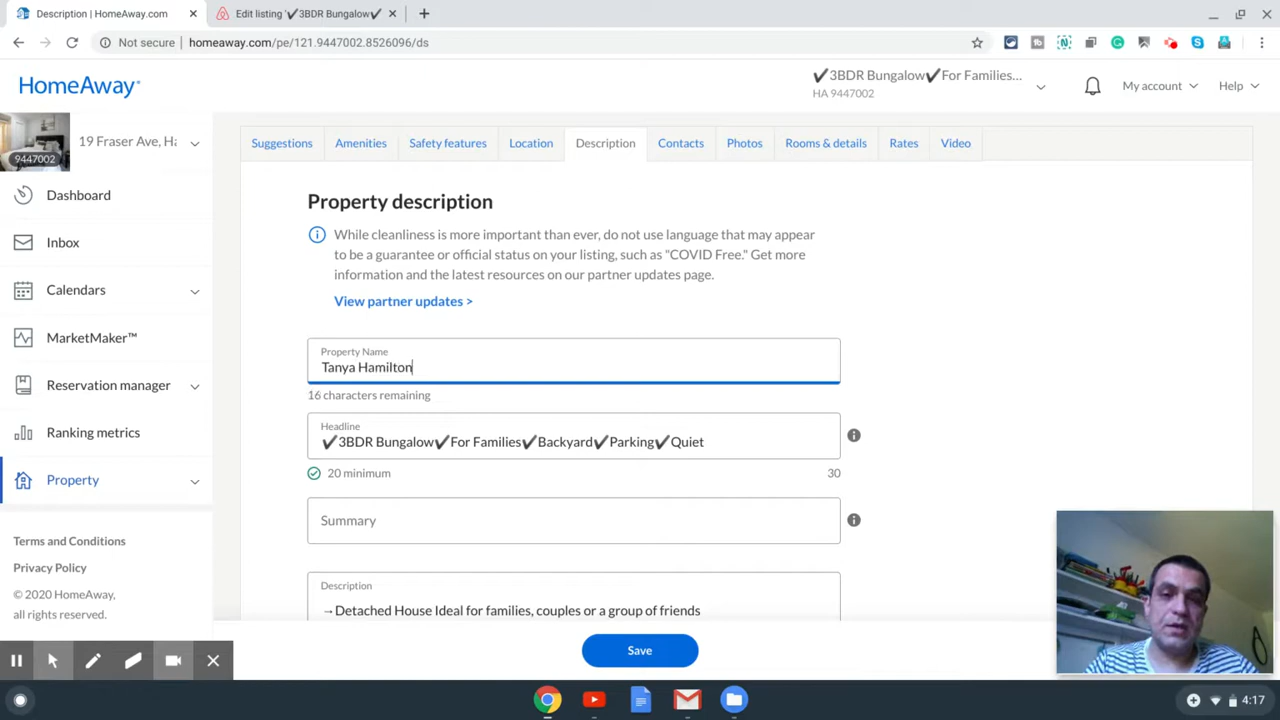 Description | HomeAway.com
Edit listing '✔3BDR Bungalow✔
Not secure | homeaway.com/pe/121.9447002.8526096/ds
HomeAway
✔3BDR Bungalow✔For Families...
HA 9447002
My account
Help
9447002
19 Fraser Ave, Ha
Dashboard
Inbox
Calendars
MarketMaker™
Reservation manager
Ranking metrics
Property
Terms and Conditions
Privacy Policy
© 2020 HomeAway,
all rights reserved.
Suggestions
Amenities
Safety features
Location
Description
Contacts
Photos
Rooms & details
Rates
Video
Property description
While cleanliness is more important than ever, do not use language that may appear
to be a guarantee or official status on your listing, such as "COVID Free." Get more
information and the latest resources on our partner updates page.
View partner updates >
Property Name
Tanya Hamilton
16 characters remaining
Headline
✔3BDR Bungalow✔For Families✔Backyard✔Parking✔Quiet
20 minimum
30
Summary
Description
→Detached House Ideal for families, couples or a group of friends
Save
4:17